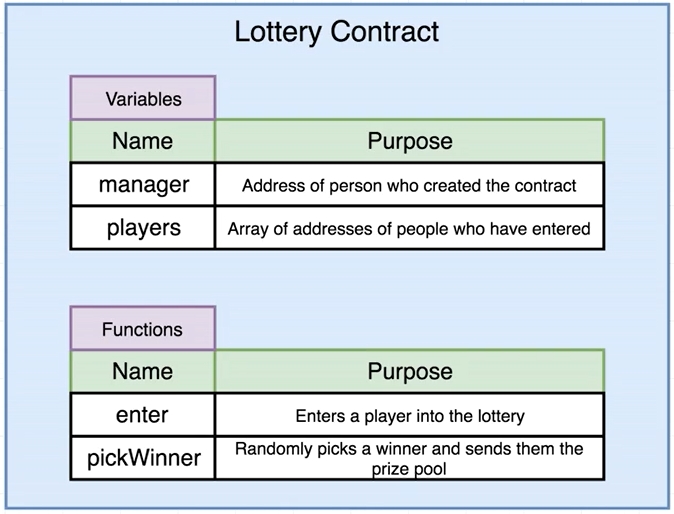 Lottery Contract
Variables
Name Purpose
manager Address of person who created the contract
players Array of addresses of people who have entered
Functions
Name Purpose
enter Enters a player into the lottery
pickWinner Randomly picks a winner and sends them the
prize pool